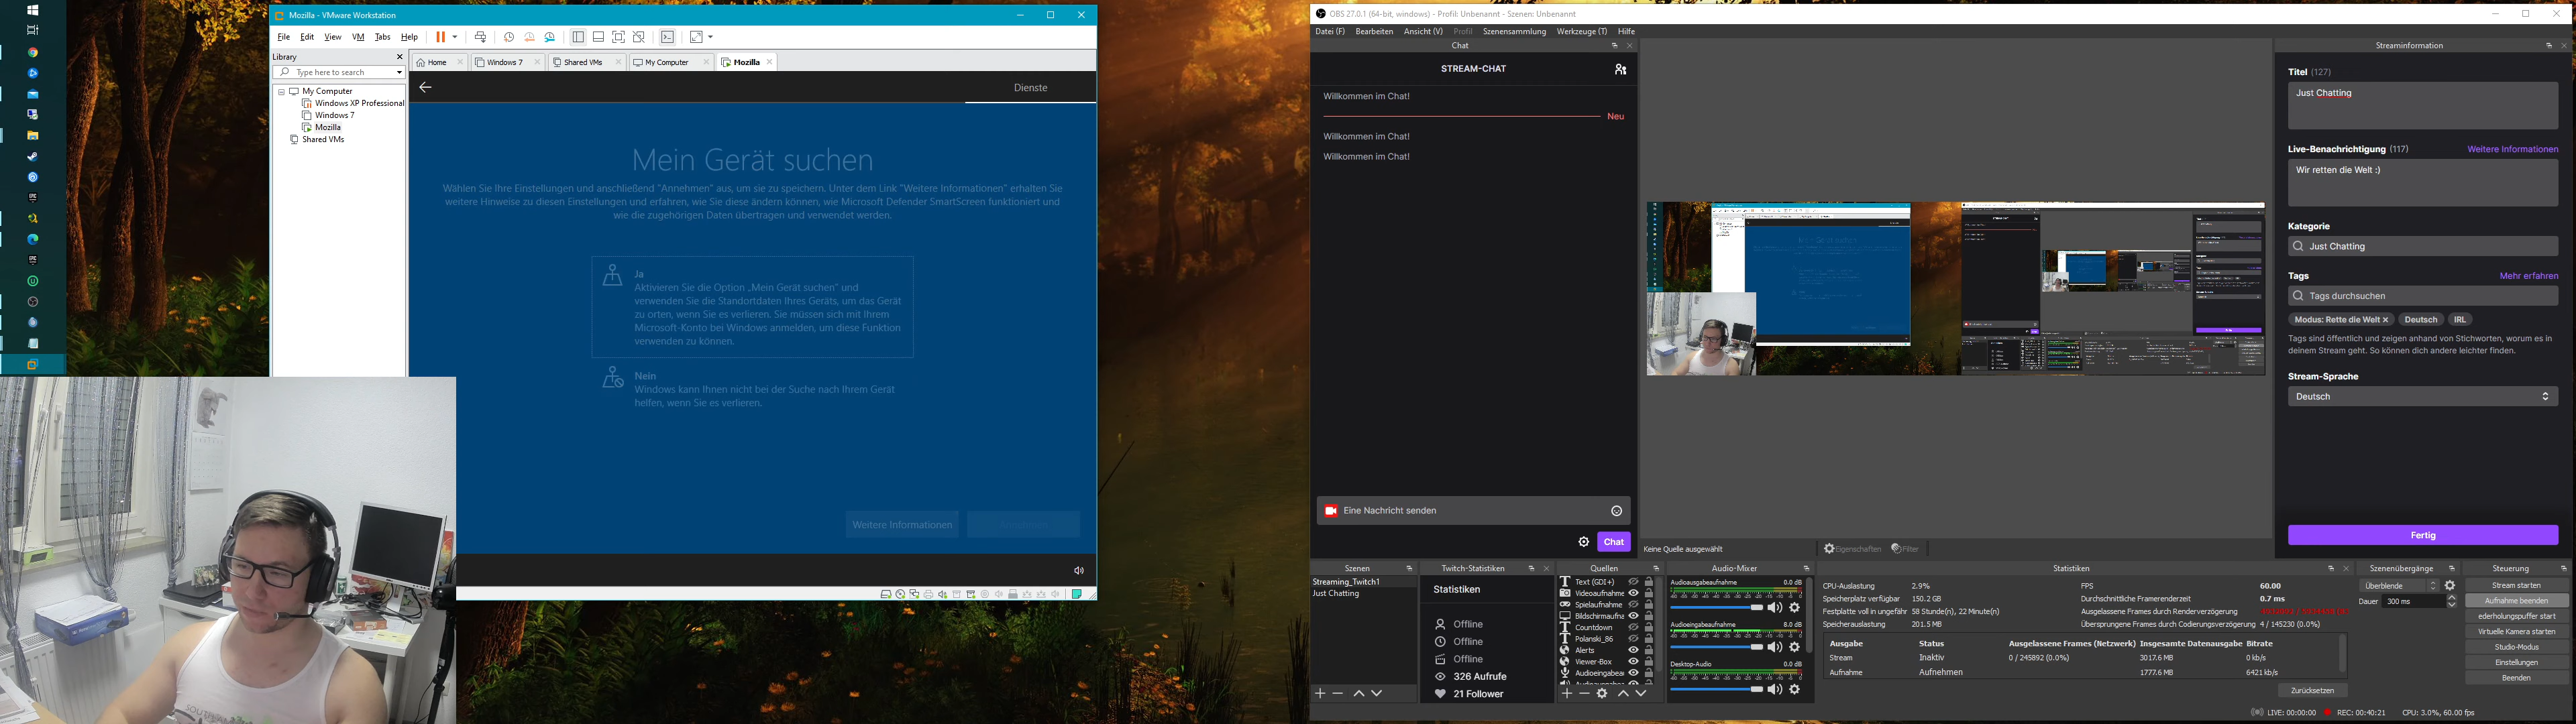 Mozilla - VMware Workstation
File Edit View VM Tabs Help
Library
Type here to search
My Computer
Windows XP Professional
Windows 7
Mozilla
Shared VMs
Home
Windows 7
Shared VMs
My Computer
Mozilla
Dienste
Mein Gerät suchen
Wählen Sie Ihre Einstellungen und anschließend "Annehmen" aus, um sie zu speichern. Unter dem Link "Weitere Informationen" erhalten Sie
weitere Hinweise zu diesen Einstellungen und erfahren, wie Sie diese ändern können, wie Microsoft Defender SmartScreen funktioniert und
wie die zugehörigen Daten übertragen und verwendet werden.
Ja
Aktivieren Sie die Option „Mein Gerät suchen" und
verwenden Sie die Standortdaten Ihres Geräts, um das Gerät
zu orten, wenn Sie es verlieren. Sie müssen sich mit Ihrem
Microsoft-Konto bei Windows anmelden, um diese Funktion
verwenden zu können.
Nein
Windows kann Ihnen nicht bei der Suche nach Ihrem Gerät
helfen, wenn Sie es verlieren.
Weitere Informationen
OBS 27.0.1 (64-bit, windows) - Profil: Unbenannt - Szenen: Unbenannt
Datei (F) Bearbeiten Ansicht (V) Profil Szenensammlung Werkzeuge (T) Hilfe
Chat
STREAM-CHAT
Willkommen im Chat!
Neu
Willkommen im Chat!
Willkommen im Chat!
Eine Nachricht senden
Chat
Keine Quelle ausgewählt
Eigenschaften
Filter
Streaminformation
Titel (127)
Just Chatting
Live-Benachrichtigung (117)
Weitere Informationen
Wir retten die Welt :)
Kategorie
Just Chatting
Tags
Mehr erfahren
Tags durchsuchen
Modus: Rette die Welt
Deutsch
IRL
Tags sind öffentlich und zeigen anhand von Stichworten, worum es in
deinem Stream geht. So können dich andere leichter finden.
Stream-Sprache
Deutsch
Fertig
Szenen
Streaming_Twitch1
Just Chatting
Twitch-Statistiken
Statistiken
Offline
Offline
Offline
326 Aufrufe
21 Follower
Quellen
Text (GDI+)
Videoaufnahme
Spielaufnahme
Bildschirmaufna
Countdown
Polanski_86
Alerts
Viewer-Box
Audioeingabeau
Audio-Mixer
Audioausgabeaufnahme 0.0 dB
Audioeingabeaufnahme 8.0 dB
Desktop-Audio 0.0 dB
Statistiken
CPU-Auslastung 2.9%
Speicherplatz verfügbar 150.2 GB
Festplatte voll in ungefähr 58 Stunde(n), 22 Minute(n)
Speicherauslastung 201.5 MB
FPS 60.00
Durchschnittliche Framerenderzeit 0.7 ms
Ausgelassene Frames durch Renderverzögerung
Übersprungene Frames durch Codierungsverzögerung 4 / 145230 (0.0%)
Ausgabe Status Ausgelassene Frames (Netzwerk) Insgesamte Datenausgabe Bitrate
Stream Inaktiv 0 / 245892 (0.0%) 3017.6 MB 0 kb/s
Aufnahme Aufnehmen 1777.6 MB 6421 kb/s
Zurücksetzen
Szenenübergänge
Überblende
Dauer 300 ms
Steuerung
Stream starten
Aufnahme beenden
ederholungspuffer start
Virtuelle Kamera starten
Studio-Modus
Einstellungen
Beenden
LIVE: 00:00:00 REC: 00:40:21 CPU: 3.0%, 60.00 fps